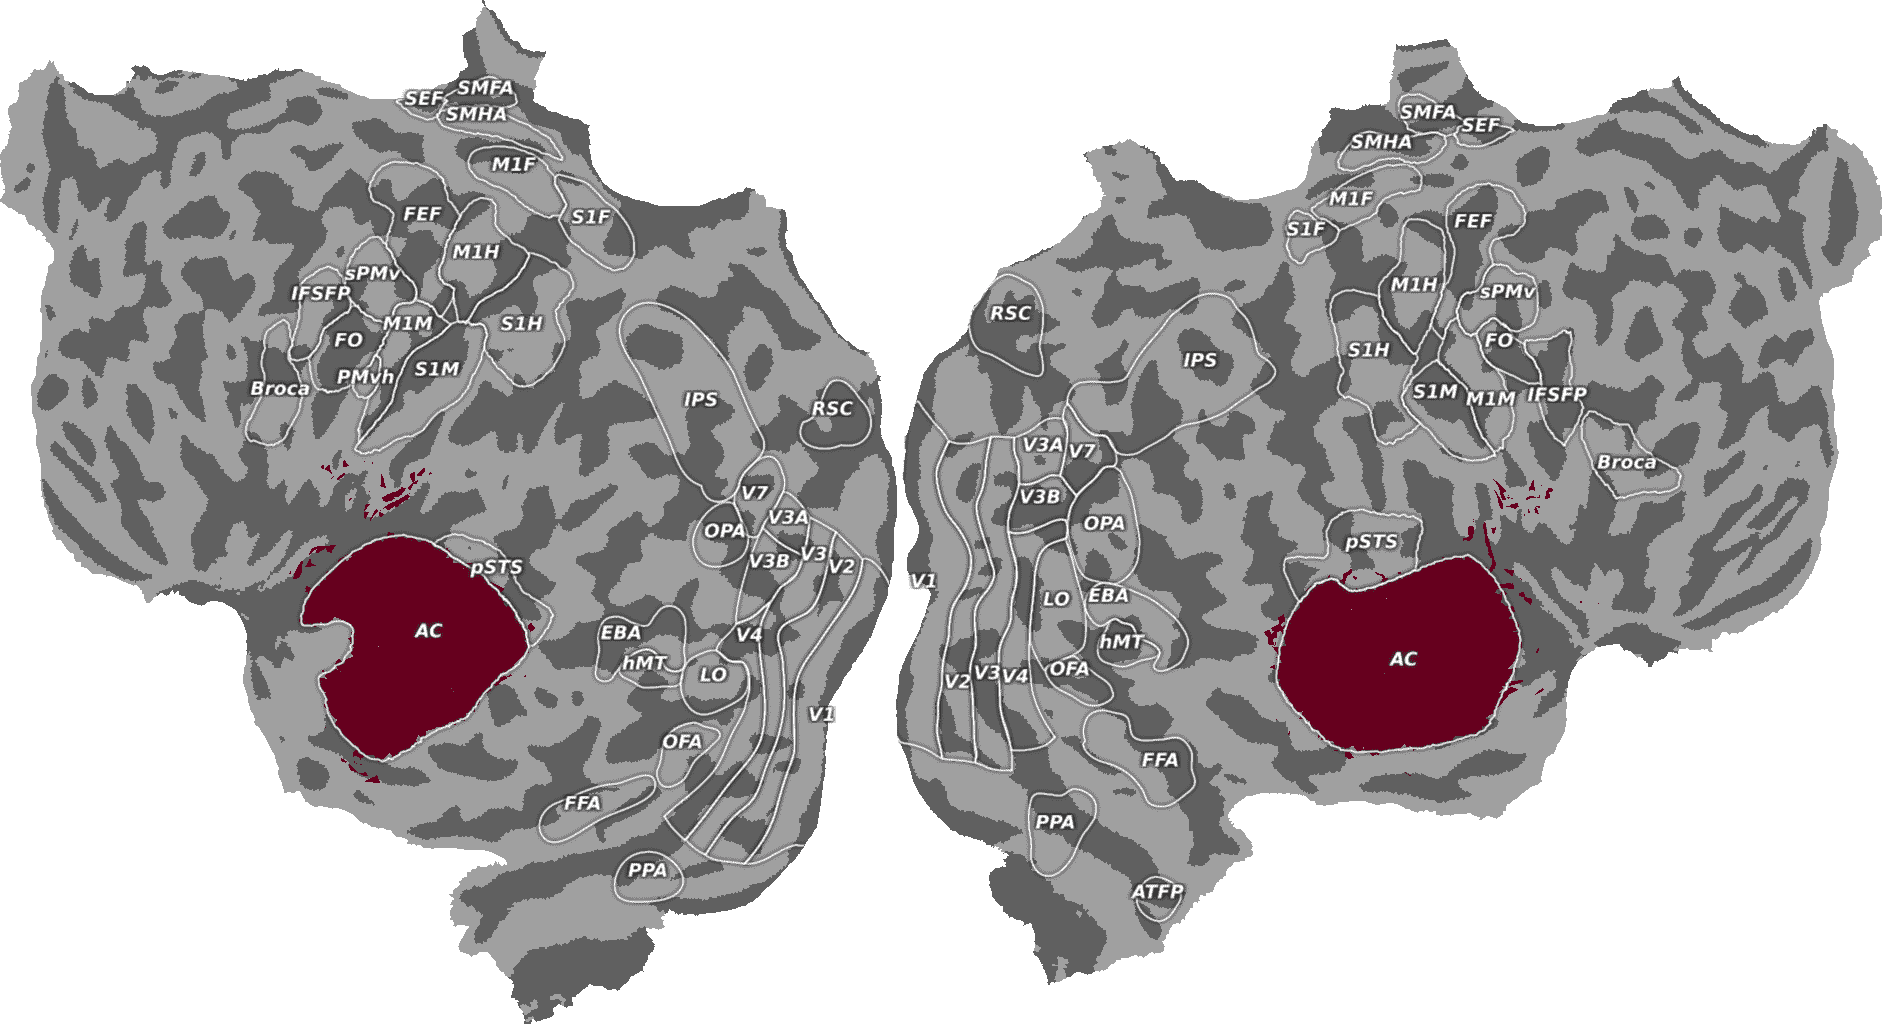 SEF
SMFA
SMHA
M1F
S1F
FEF
M1H
sPMv
IFSFP
M1M
S1H
FO
PMvh
S1M
Broca
IPS
RSC
V7
V3A
OPA
V3B
V3
V2
pSTS
AC
EBA
hMT
V4
LO
V1
OFA
FFA
PPA
SMFA
SEF
SMHA
M1F
S1F
FEF
RSC
M1H
sPMv
IPS
S1H
FO
S1M
M1M
IFSFP
V3A
V7
Broca
V3B
OPA
pSTS
V1
LO
EBA
hMT
V2
V3
V4
OFA
AC
FFA
PPA
ATFP